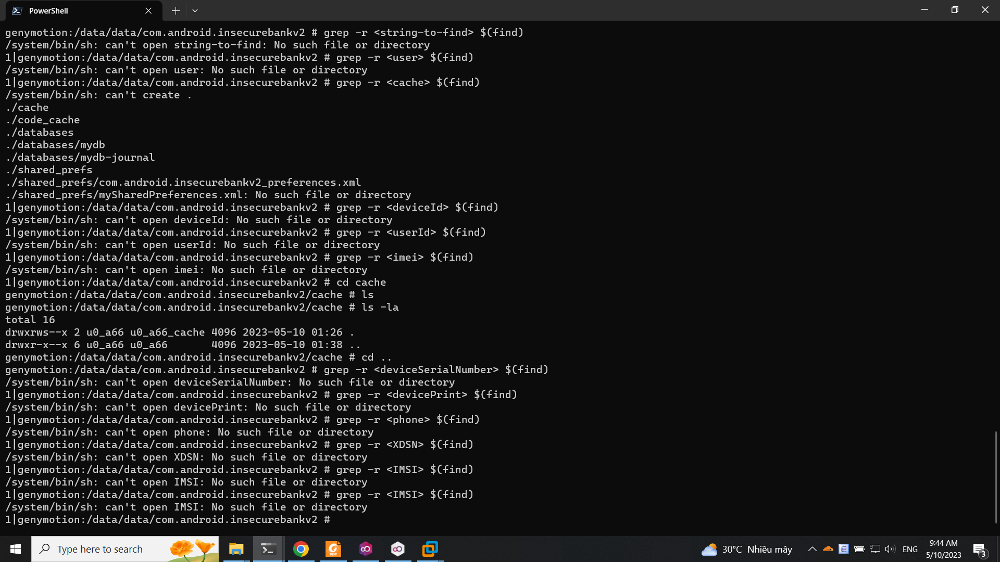 PowerShell
genymotion:/data/data/com.android.insecurebankv2 # grep -r <string-to-find> $(find)
/system/bin/sh: can't open string-to-find: No such file or directory
1|genymotion:/data/data/com.android.insecurebankv2 # grep -r <user> $(find)
/system/bin/sh: can't open user: No such file or directory
1|genymotion:/data/data/com.android.insecurebankv2 # grep -r <cache> $(find)
/system/bin/sh: can't create .
./cache
./code_cache
./databases
./databases/mydb
./databases/mydb-journal
./shared_prefs
./shared_prefs/com.android.insecurebankv2_preferences.xml
./shared_prefs/mySharedPreferences.xml: No such file or directory
1|genymotion:/data/data/com.android.insecurebankv2 # grep -r <deviceId> $(find)
/system/bin/sh: can't open deviceId: No such file or directory
1|genymotion:/data/data/com.android.insecurebankv2 # grep -r <userId> $(find)
/system/bin/sh: can't open userId: No such file or directory
1|genymotion:/data/data/com.android.insecurebankv2 # grep -r <imei> $(find)
/system/bin/sh: can't open imei: No such file or directory
1|genymotion:/data/data/com.android.insecurebankv2 # cd cache
genymotion:/data/data/com.android.insecurebankv2/cache # ls
genymotion:/data/data/com.android.insecurebankv2/cache # ls -la
total 16
drwxrws--x 2 u0_a66 u0_a66_cache 4096 2023-05-10 01:26 .
drwxr-x--x 6 u0_a66 u0_a66       4096 2023-05-10 01:38 ..
genymotion:/data/data/com.android.insecurebankv2/cache # cd ..
genymotion:/data/data/com.android.insecurebankv2 # grep -r <deviceSerialNumber> $(find)
/system/bin/sh: can't open deviceSerialNumber: No such file or directory
1|genymotion:/data/data/com.android.insecurebankv2 # grep -r <devicePrint> $(find)
/system/bin/sh: can't open devicePrint: No such file or directory
1|genymotion:/data/data/com.android.insecurebankv2 # grep -r <phone> $(find)
/system/bin/sh: can't open phone: No such file or directory
1|genymotion:/data/data/com.android.insecurebankv2 # grep -r <XDSN> $(find)
/system/bin/sh: can't open XDSN: No such file or directory
1|genymotion:/data/data/com.android.insecurebankv2 # grep -r <IMSI> $(find)
/system/bin/sh: can't open IMSI: No such file or directory
1|genymotion:/data/data/com.android.insecurebankv2 # grep -r <IMSI> $(find)
/system/bin/sh: can't open IMSI: No such file or directory
1|genymotion:/data/data/com.android.insecurebankv2 #
Type here to search
PDF
30°C Nhiều mây
ENG
9:44 AM
5/10/2023
3